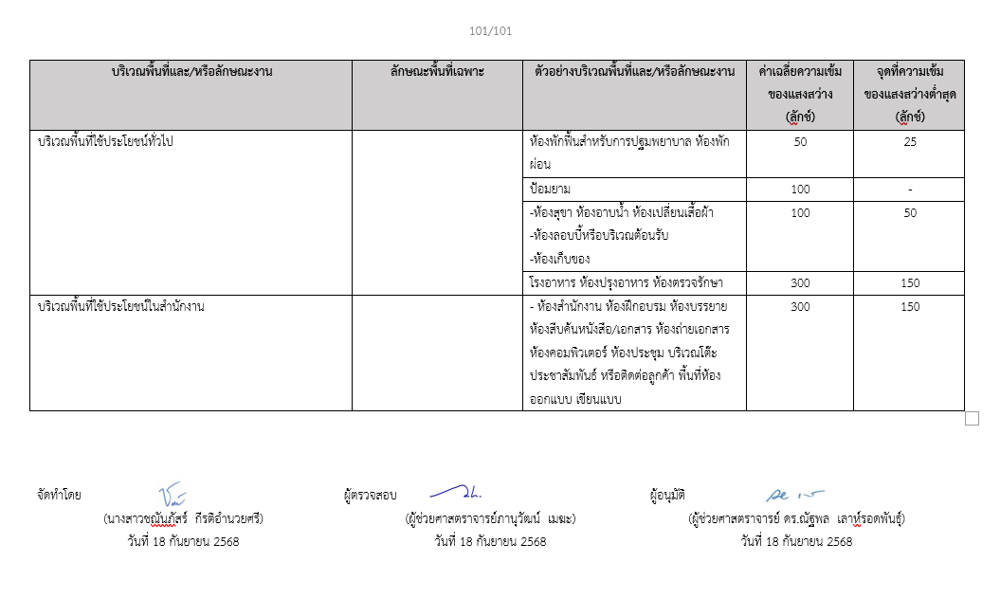 101/101
บริเวณพื้นที่และ/หรือลักษณะงาน
ลักษณะพื้นที่เฉพาะ
ตัวอย่างบริเวณพื้นที่และ/หรือลักษณะงาน
ค่าเฉลี่ยความเข้ม
ของแสงสว่าง
(ลักซ์)
จุดที่ความเข้ม
ของแสงสว่างต่ำสุด
(ลักซ์)
บริเวณพื้นที่ใช้ประโยชน์ทั่วไป
ห้องพักฟื้นสำหรับการปฐมพยาบาล ห้องพัก
ผ่อน
50
25
ป้อมยาม
100
-
-ห้องสุขา ห้องอาบน้ำ ห้องเปลี่ยนเสื้อผ้า
-ห้องลอบบี้หรือบริเวณต้อนรับ
-ห้องเก็บของ
100
50
โรงอาหาร ห้องปรุงอาหาร ห้องตรวจรักษา
300
150
บริเวณพื้นที่ใช้ประโยชน์ในสำนักงาน
- ห้องสำนักงาน ห้องฝึกอบรม ห้องบรรยาย
ห้องสืบค้นหนังสือ/เอกสาร ห้องถ่ายเอกสาร
ห้องคอมพิวเตอร์ ห้องประชุม บริเวณโต๊ะ
ประชาสัมพันธ์ หรือติดต่อลูกค้า พื้นที่ห้อง
ออกแบบ เขียนแบบ
300
150
จัดทำโดย
(นางสาวชณันภัสร์ กีรติอำนวยศรี)
วันที่ 18 กันยายน 2568
ผู้ตรวจสอบ
(ผู้ช่วยศาสตราจารย์ภานุวัฒน์ เมฆะ)
วันที่ 18 กันยายน 2568
ผู้อนุมัติ
(ผู้ช่วยศาสตราจารย์ ดร.ณัฐพล เลาห์รอดพันธุ์)
วันที่ 18 กันยายน 2568